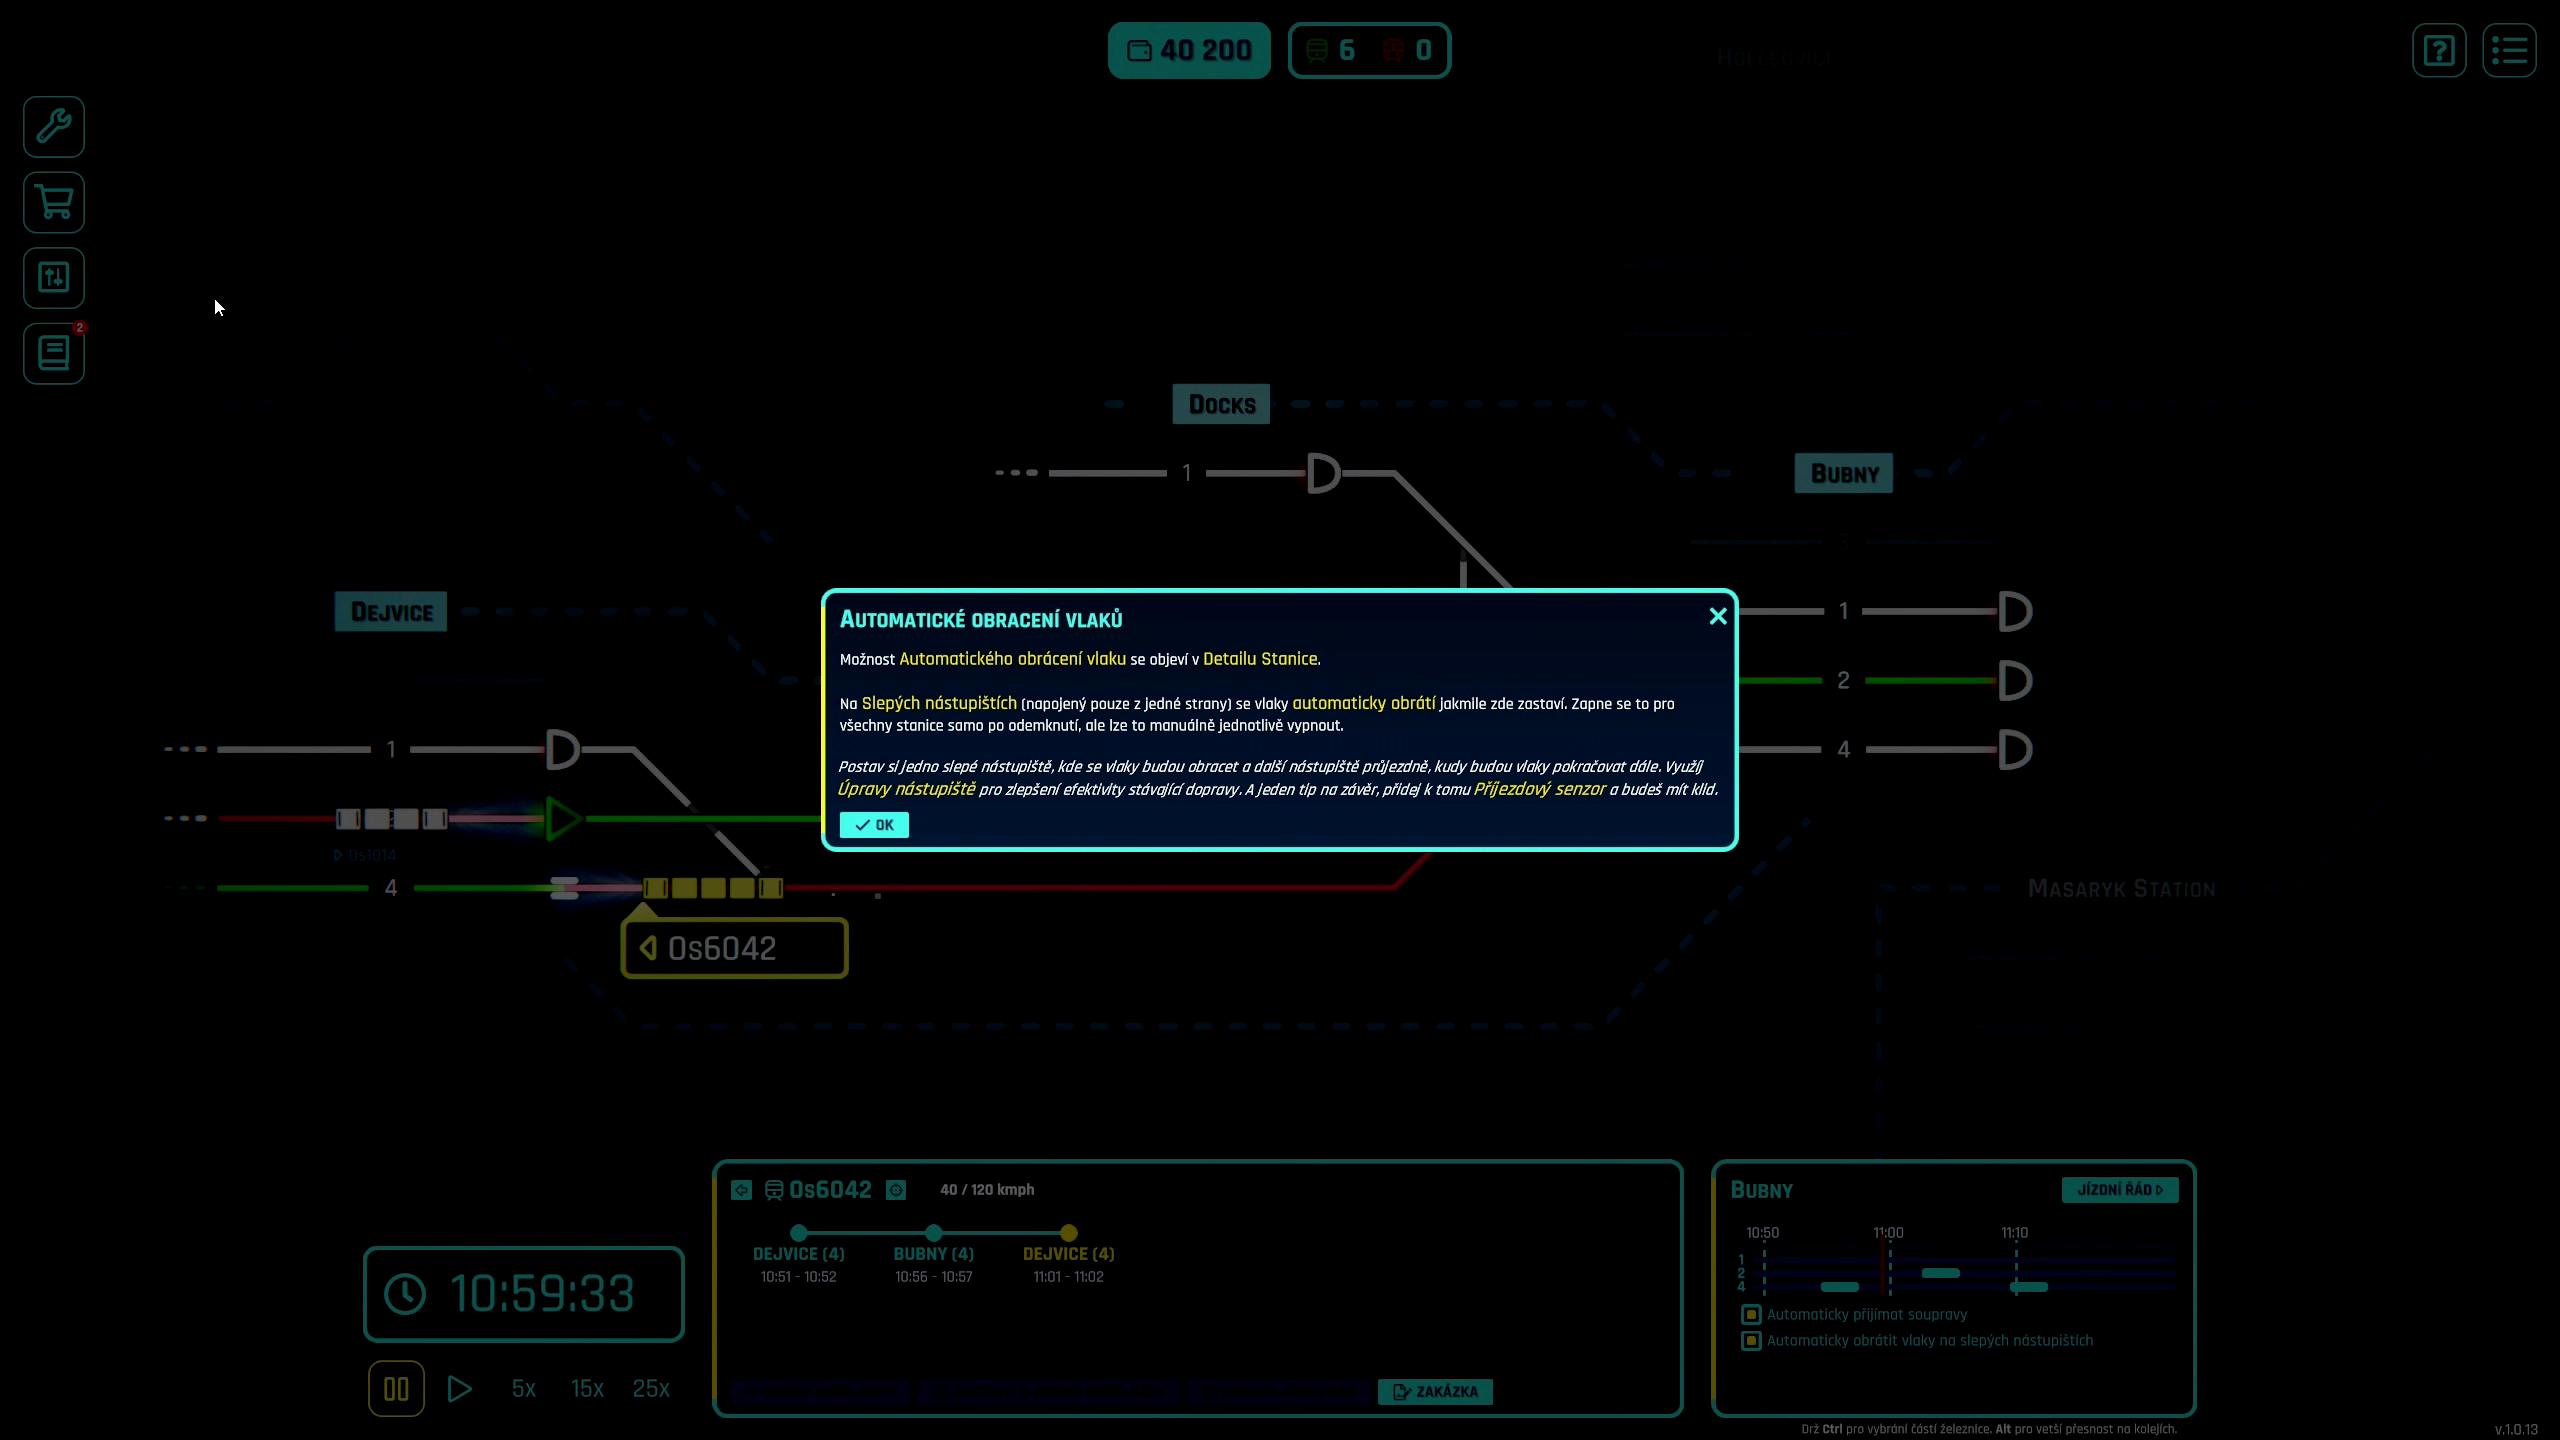 40 200
6
0
2
DOCKS
BUBNY
1
DEJVICE
1
2
1
4
4
Os1014
MASARYK STATION
Os6042
AUTOMATICKÉ OBRACENÍ VLAKŮ
Možnost Automatického obrácení vlaku se objeví v Detailu Stanice.
Na Slepých nástupištích (napojený pouze z jedné strany) se vlaky automaticky obrátí jakmile zde zastaví. Zapne se to pro
všechny stanice samo po odemknutí, ale lze to manuálně jednotlivě vypnout.
Postav si jedno slepé nástupiště, kde se vlaky budou obracet a další nástupiště průjezdně, kudy budou vlaky pokračovat dále. Využij
Úpravy nástupiště pro zlepšení efektivity stávající dopravy. A jeden tip na závěr, přidej k tomu Příjezdový senzor a budeš mít klid.
OK
10:59:33
5x
15x
25x
Os6042
40 / 120 kmph
DEJVICE (4)
BUBNY (4)
DEJVICE (4)
10:51 - 10:52
10:56 - 10:57
11:01 - 11:02
ZAKÁZKA
BUBNY
JÍZDNÍ ŘÁD
10:50
11:00
11:10
1
2
4
Automaticky přijímat soupravy
Automaticky obrátit vlaky na slepých nástupištích
Drž Ctrl pro vybrání částí železnice. Alt pro vetší přesnost na kolejích.
v.1.0.13